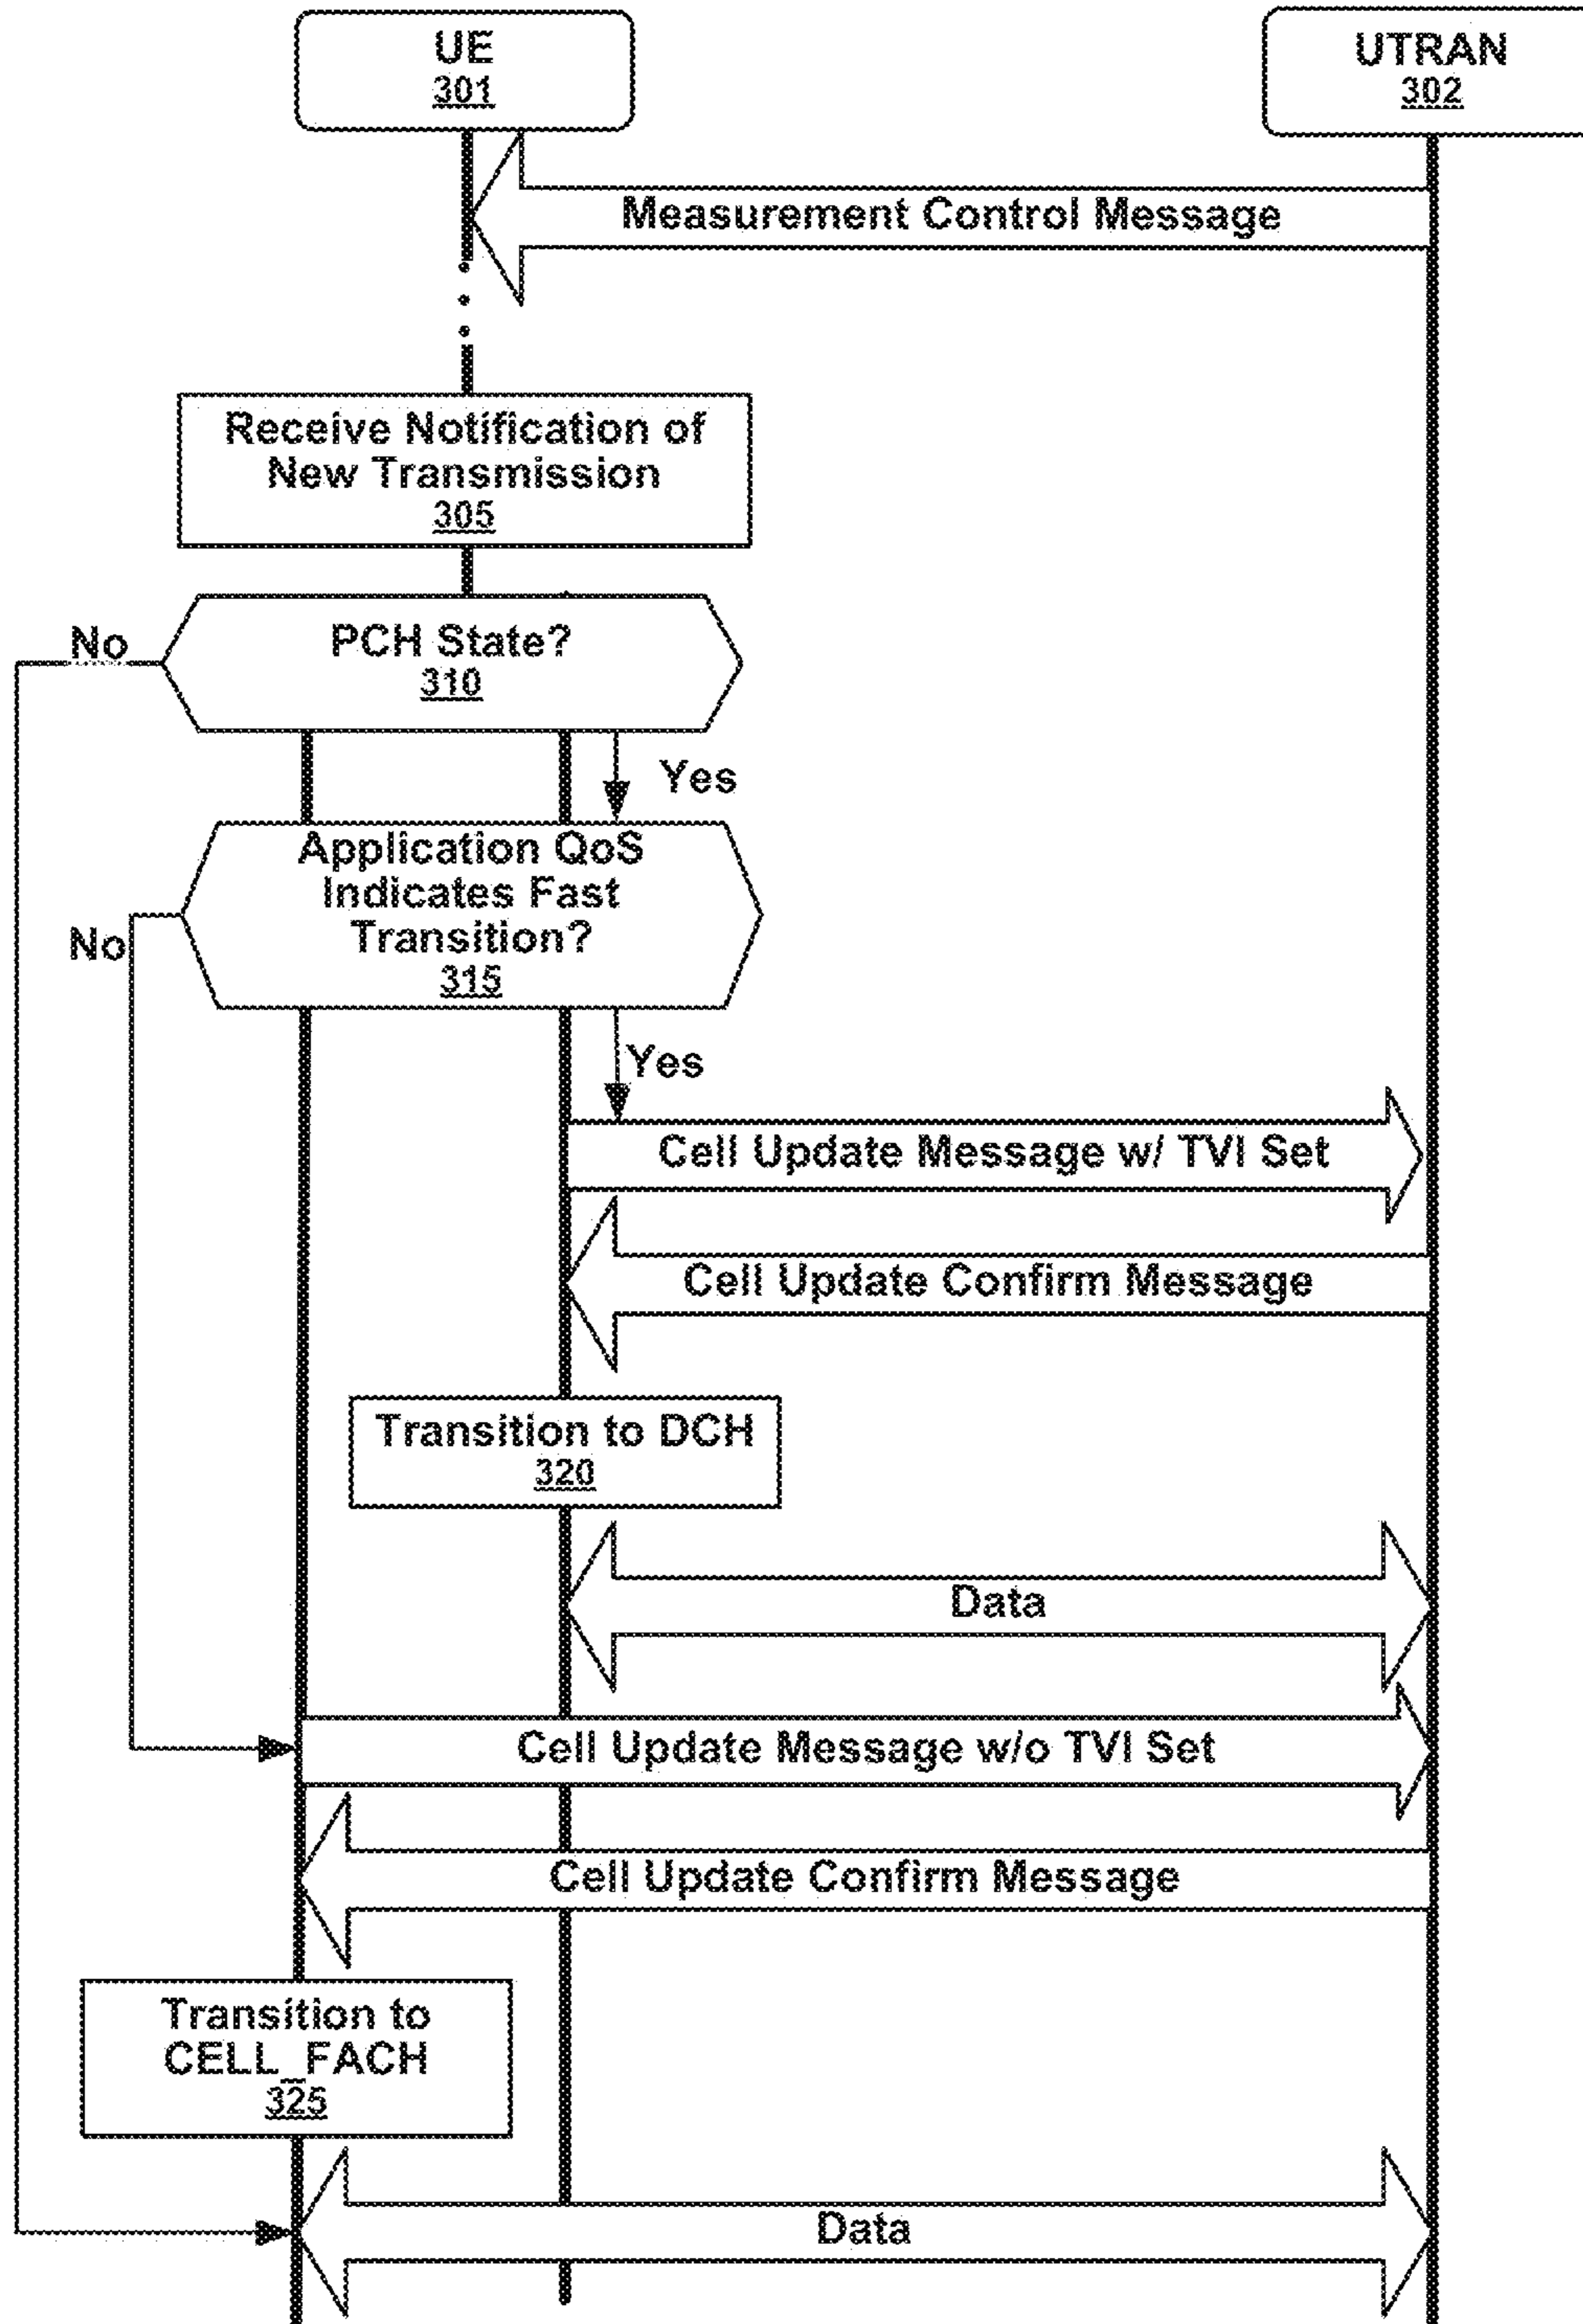 UE
301
UTRAN
302
Measurement Control Message
Receive Notification of
New Transmission
305
No
PCH State?
310
Yes
Application QoS
Indicates Fast
Transition?
315
No
Yes
Cell Update Message w/ TVI Set
Cell Update Confirm Message
Transition to DCH
320
Data
Cell Update Message w/o TVI Set
Cell Update Confirm Message
Transition to
CELL_FACH
325
Data